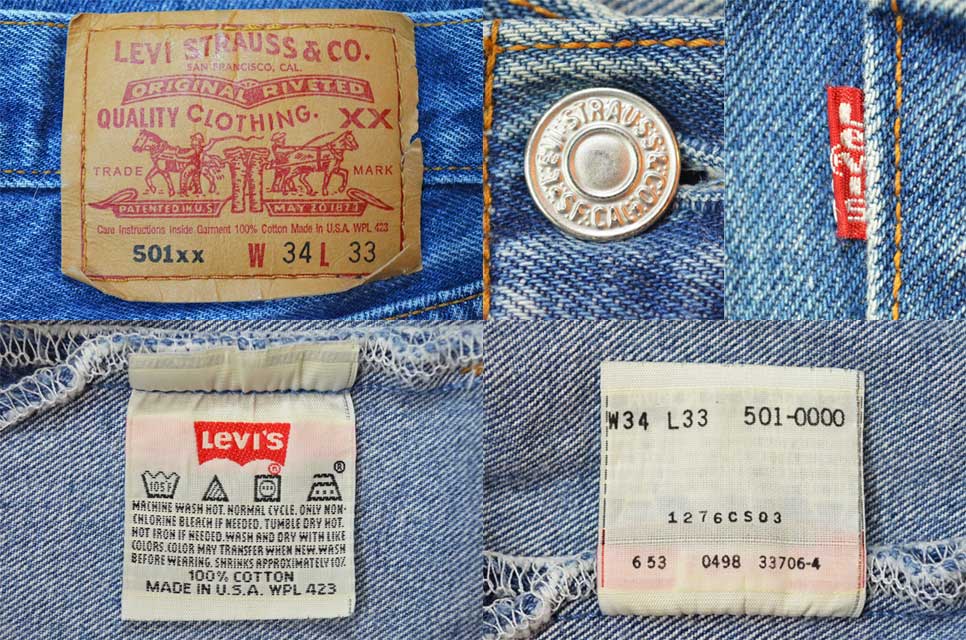 LEVI STRAUSS & CO.
SAN FRANCISCO, CAL.
ORIGINAL RIVETED
QUALITY CLOTHING. XX
TRADE MARK
PATENTED IN U.S. MAY 20 1873
Care Instructions Inside Garment 100% Cotton Made In U.S.A. WPL 423
501xx W 34 L 33
LEVI STRAUSS & CO
S.F. CAL
LEVI'S
LEVI'S
®
105F ®
MACHINE WASH HOT. NORMAL CYCLE. ONLY NON-
CHLORINE BLEACH IF NEEDED. TUMBLE DRY HOT.
HOT IRON IF NEEDED. WASH AND DRY WITH LIKE
COLORS. COLOR MAY TRANSFER WHEN NEW. WASH
BEFORE WEARING. SHRINKS APPROXIMATELY 10%
100% COTTON
MADE IN U.S.A. WPL 423
W34 L33 501-0000
1276CS03
653 0498 33706-4